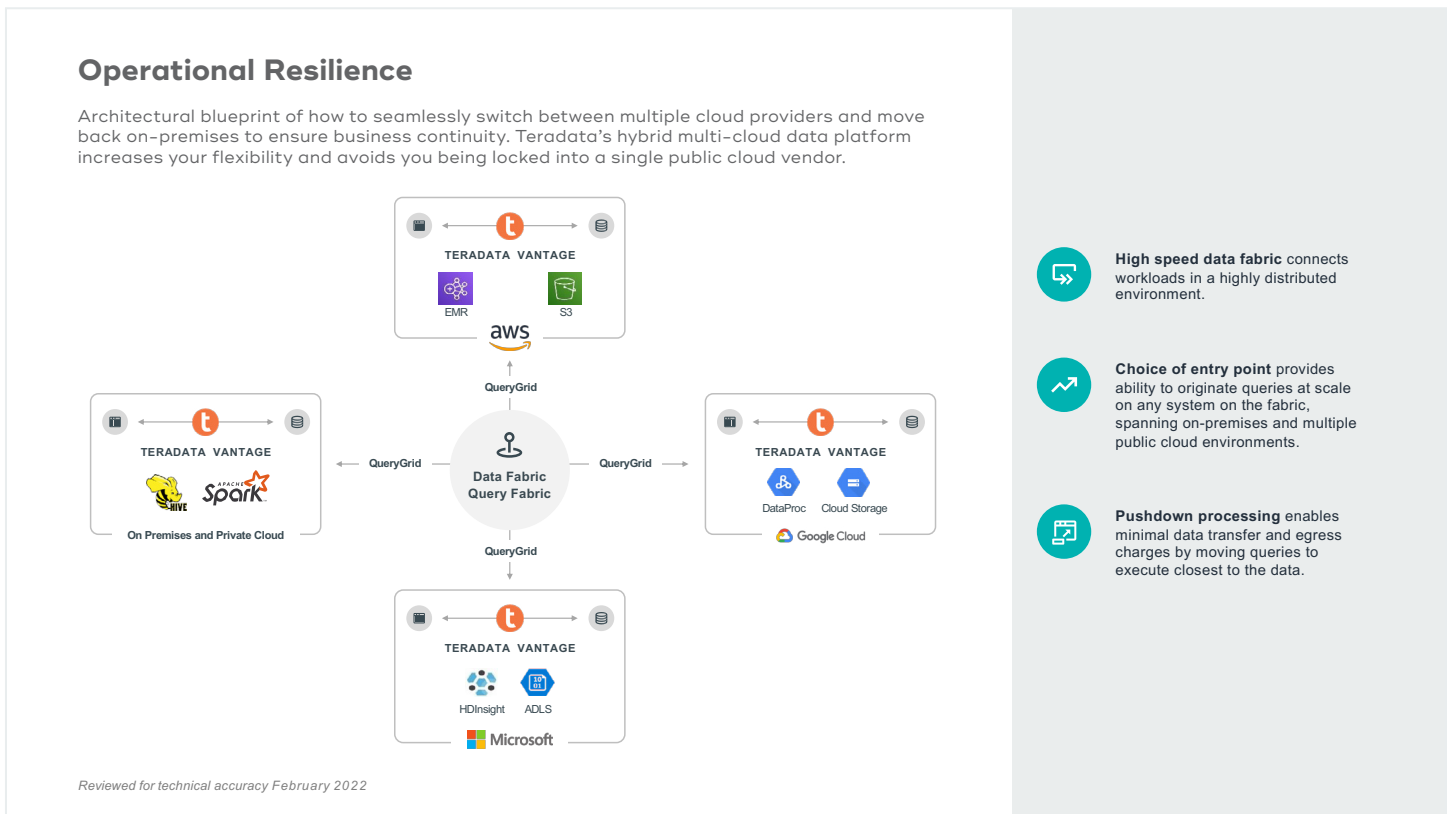 Operational Resilience
Architectural blueprint of how to seamlessly switch between multiple cloud providers and move
back on-premises to ensure business continuity. Teradata's hybrid multi-cloud data platform
increases your flexibility and avoids you being locked into a single public cloud vendor.
t
TERADATA VANTAGE
EMR
S3
aws
QueryGrid
t
TERADATA VANTAGE
HIVE
APACHE
Spark
On Premises and Private Cloud
QueryGrid
Data Fabric
Query Fabric
QueryGrid
t
TERADATA VANTAGE
DataProc
Cloud Storage
Google Cloud
QueryGrid
t
TERADATA VANTAGE
10
01
HDInsight
ADLS
Microsoft
Reviewed for technical accuracy February 2022
High speed data fabric connects
workloads in a highly distributed
environment.
Choice of entry point provides
ability to originate queries at scale
on any system on the fabric,
spanning on-premises and multiple
public cloud environments.
Pushdown processing enables
minimal data transfer and egress
charges by moving queries to
execute closest to the data.